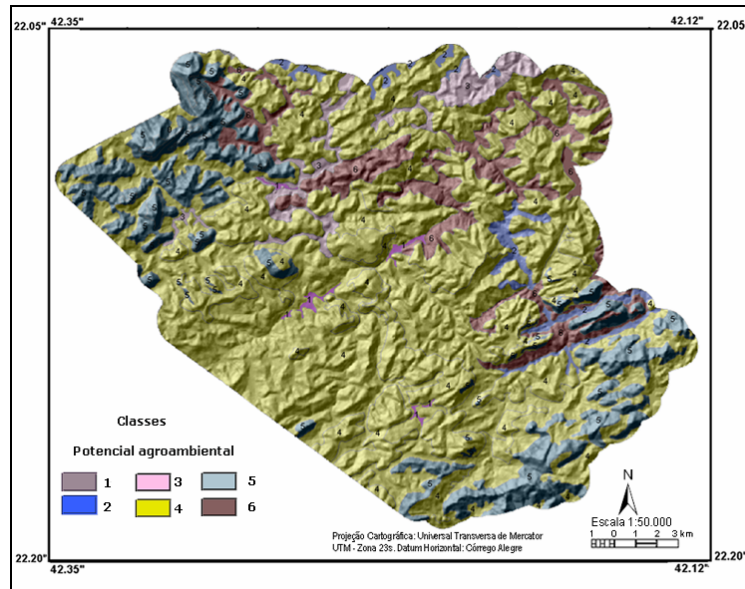 42.35" 42.12"
22.05" 22.05"
Classes
Potencial agroambiental
1 3 5
2 4 6
N
Escala 1:50.000
1 0 1 2 3 km
Projeção Cartográfica: Universal Transversa de Mercator
UTM - Zona 23s. Datum Horizontal: Córrego Alegre
22.20" 22.20"
42.35" 42.12"